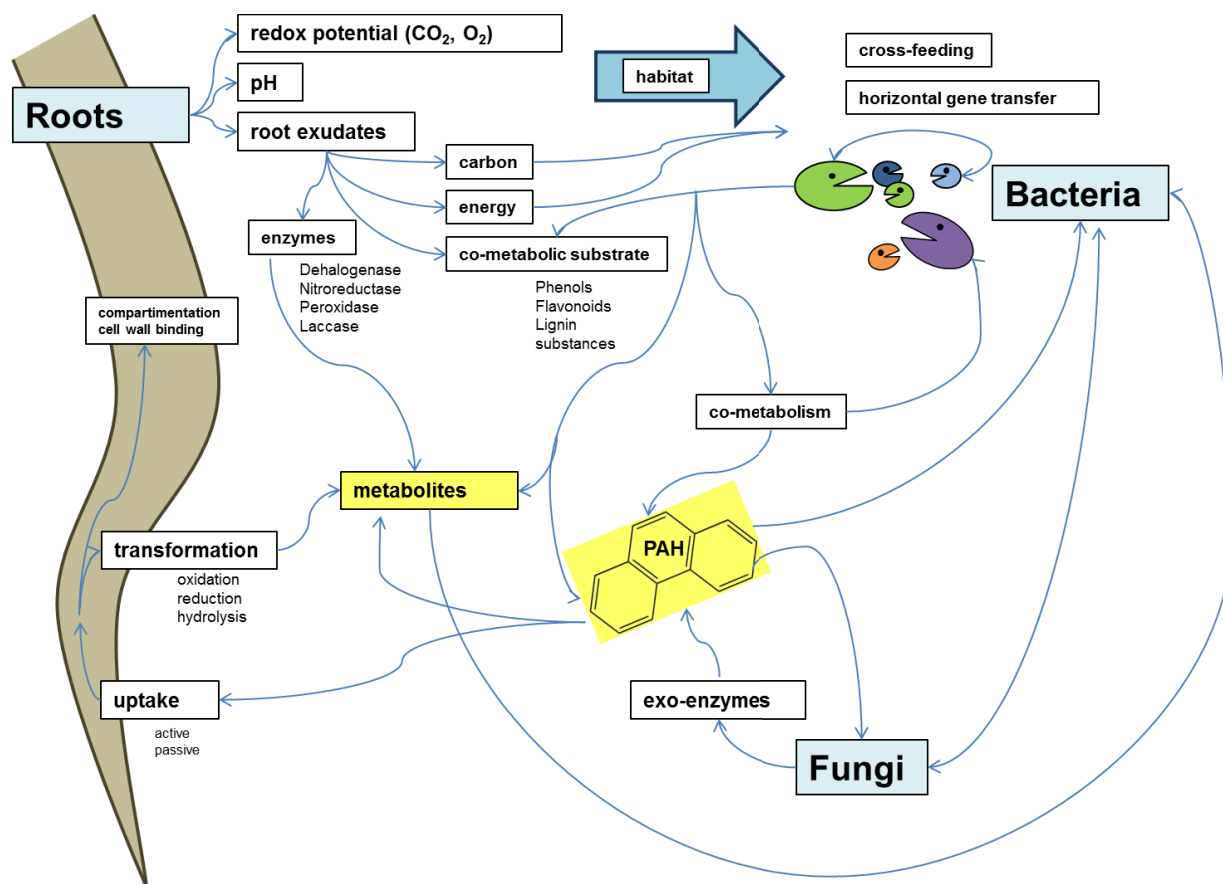 redox potential (CO₂, O₂)
habitat
cross-feeding
pH
horizontal gene transfer
Roots
root exudates
carbon
energy
Bacteria
enzymes
co-metabolic substrate
Dehalogenase
Nitroreductase
Peroxidase
Laccase
Phenols
Flavonoids
Lignin
substances
compartimentation
cell wall binding
co-metabolism
metabolites
transformation
oxidation
reduction
hydrolysis
PAH
uptake
active
passive
exo-enzymes
Fungi